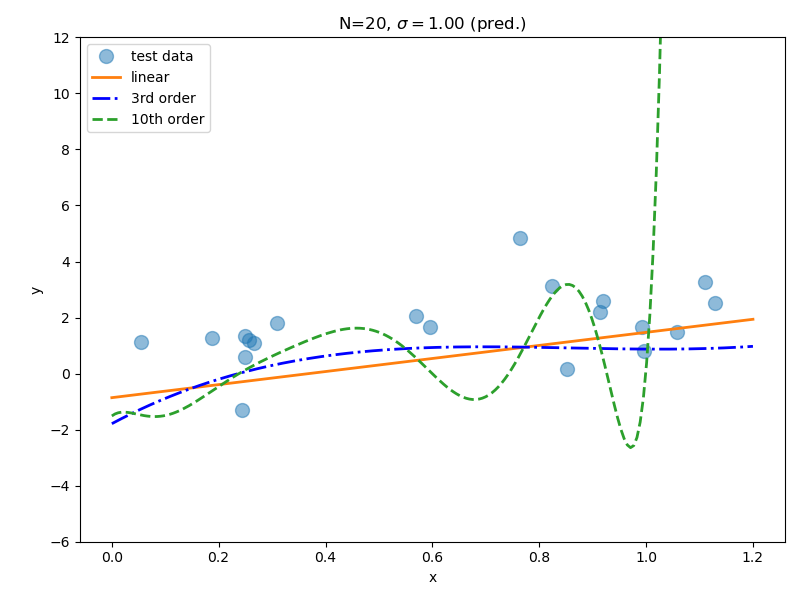 N=20, σ = 1.00 (pred.)
test data
linear
3rd order
10th order
12
10
8
6
4
2
0
−2
−4
−6
y
0.0 0.2 0.4 0.6 0.8 1.0 1.2
x